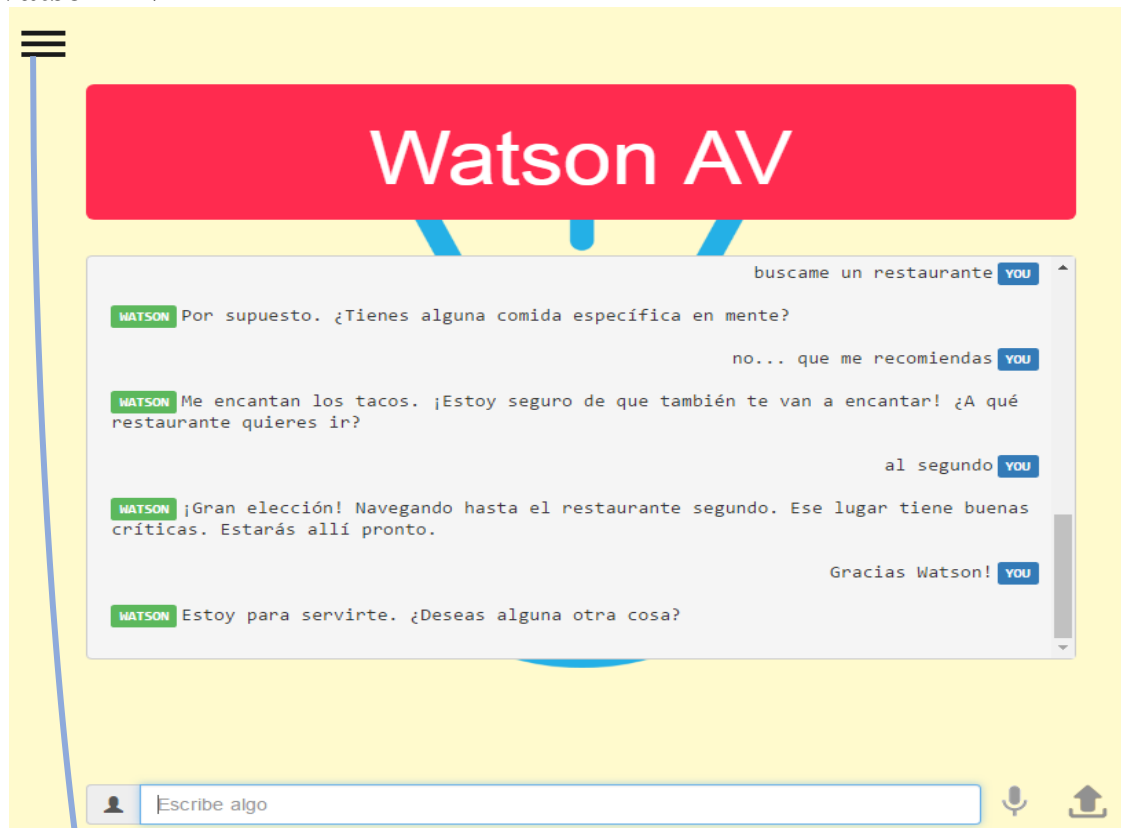 Watson AV
buscame un restaurante YOU
WATSON Por supuesto. ¿Tienes alguna comida específica en mente?
no... que me recomiendas YOU
WATSON Me encantan los tacos. ¡Estoy seguro de que también te van a encantar! ¿A qué
restaurante quieres ir?
al segundo YOU
WATSON ¡Gran elección! Navegando hasta el restaurante segundo. Ese lugar tiene buenas
críticas. Estarás allí pronto.
Gracias Watson! YOU
WATSON Estoy para servirte. ¿Deseas alguna otra cosa?
Escribe algo